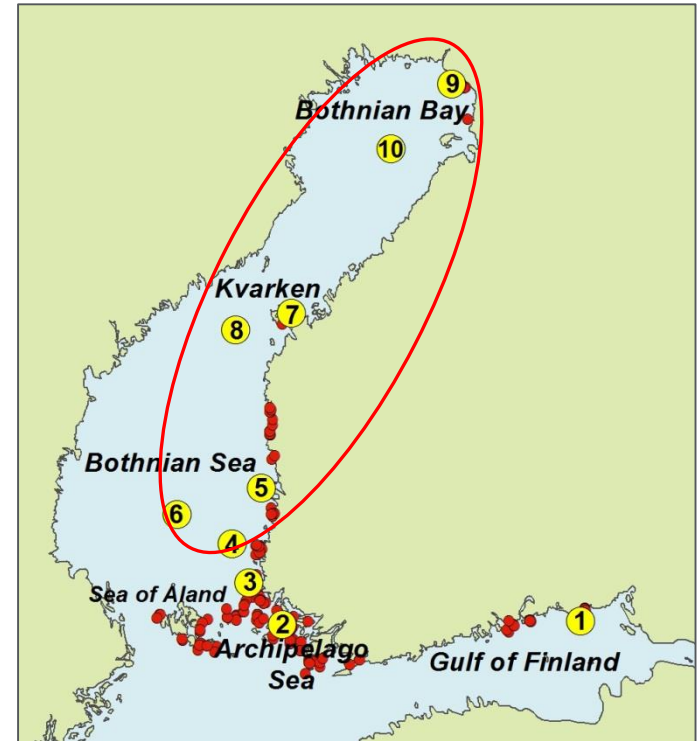 9
Bothnian Bay
10
Kvarken
7
8
Bothnian Sea
5
6
4
3
Sea of Åland
2
1
Archipelago
Sea
Gulf of Finland